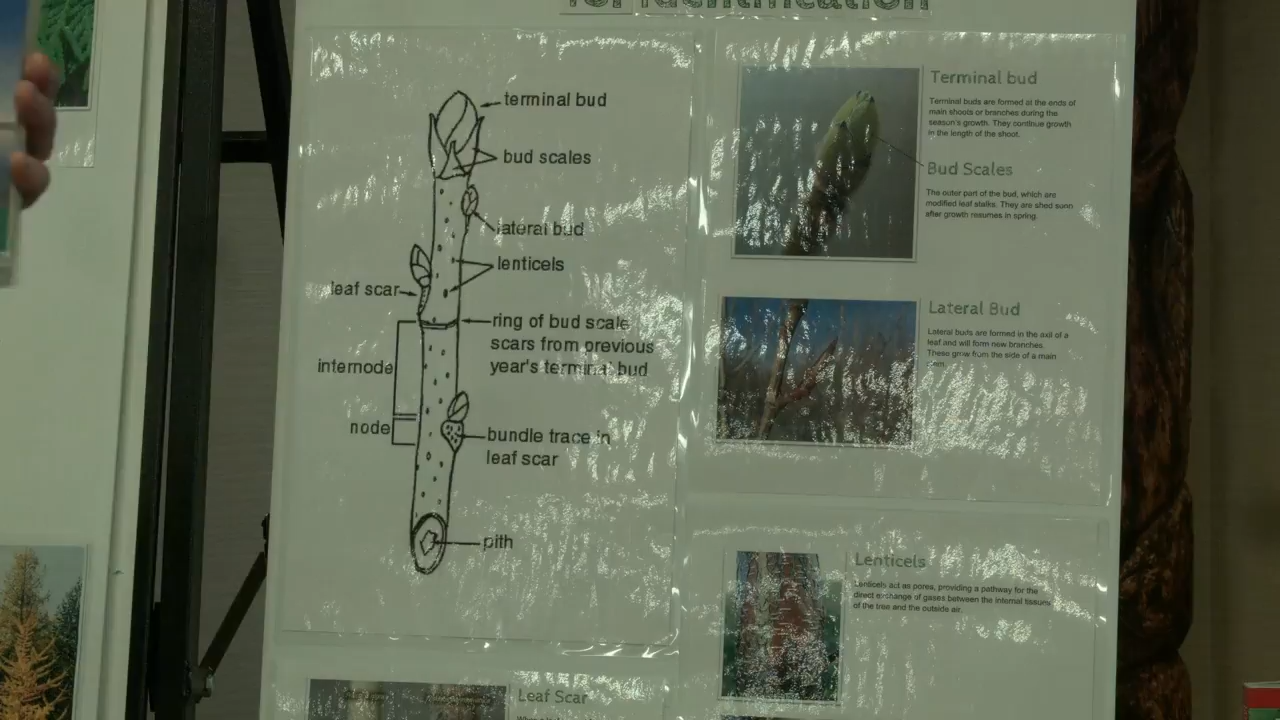 for identification
terminal bud
bud scales
lateral bud
lenticels
leaf scar
ring of bud scale
scars from previous
year's terminal bud
internode
node
bundle trace in
leaf scar
pith
Terminal bud
Terminal buds are formed at the ends of
main shoots or branches during the
season's growth. They continue growth
in the length of the shoot.
Bud Scales
The outer part of the bud, which are
modified leaf stalks. They are shed sunn
after growth resumes in spring.
Lateral Bud
Lateral buds are formed in the axil of a
leaf and will form new branches.
These grow from the side of a main
Lenticels
Lenticels act as pores, providing a pathway for the
direct exchange of gases between the internal tissues
of the tree and the outside air.
Leaf Scar